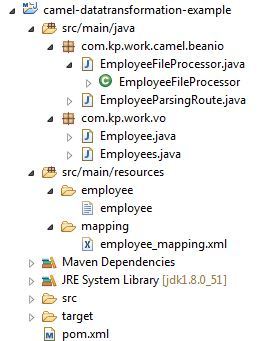 camel-datatransformation-example
src/main/java
com.kp.work.camel.beanio
EmployeeFileProcessor.java
EmployeeFileProcessor
EmployeeParsingRoute.java
com.kp.work.vo
Employee.java
Employees.java
src/main/resources
employee
employee
mapping
employee_mapping.xml
Maven Dependencies
JRE System Library [jdk1.8.0_51]
src
target
pom.xml